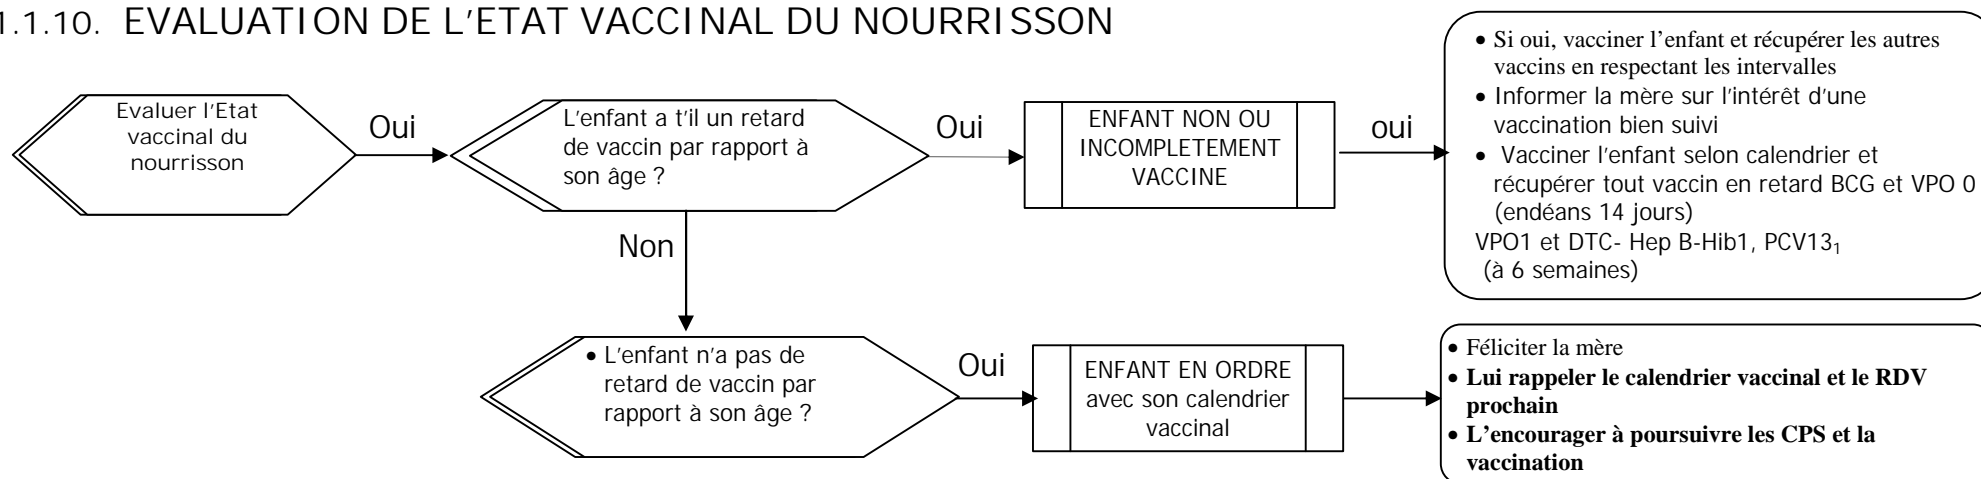 1.1.10. EVALUATION DE L'ETAT VACCINAL DU NOURRISSON
Evaluer l'Etat
vaccinal du
nourrisson
Oui
L'enfant a t'il un retard
de vaccin par rapport à
son âge ?
Oui
ENFANT NON OU
INCOMPLETEMENT
VACCINE
oui
• Si oui, vacciner l'enfant et récupérer les autres
vaccins en respectant les intervalles
• Informer la mère sur l'intérêt d'une
vaccination bien suivi
• Vacciner l'enfant selon calendrier et
récupérer tout vaccin en retard BCG et VPO 0
(endéans 14 jours)
VPO1 et DTC- Hep B-Hib1, PCV13₁
(à 6 semaines)
Non
• L'enfant n'a pas de
retard de vaccin par
rapport à son âge ?
Oui
ENFANT EN ORDRE
avec son calendrier
vaccinal
• Féliciter la mère
• Lui rappeler le calendrier vaccinal et le RDV
prochain
• L'encourager à poursuivre les CPS et la
vaccination